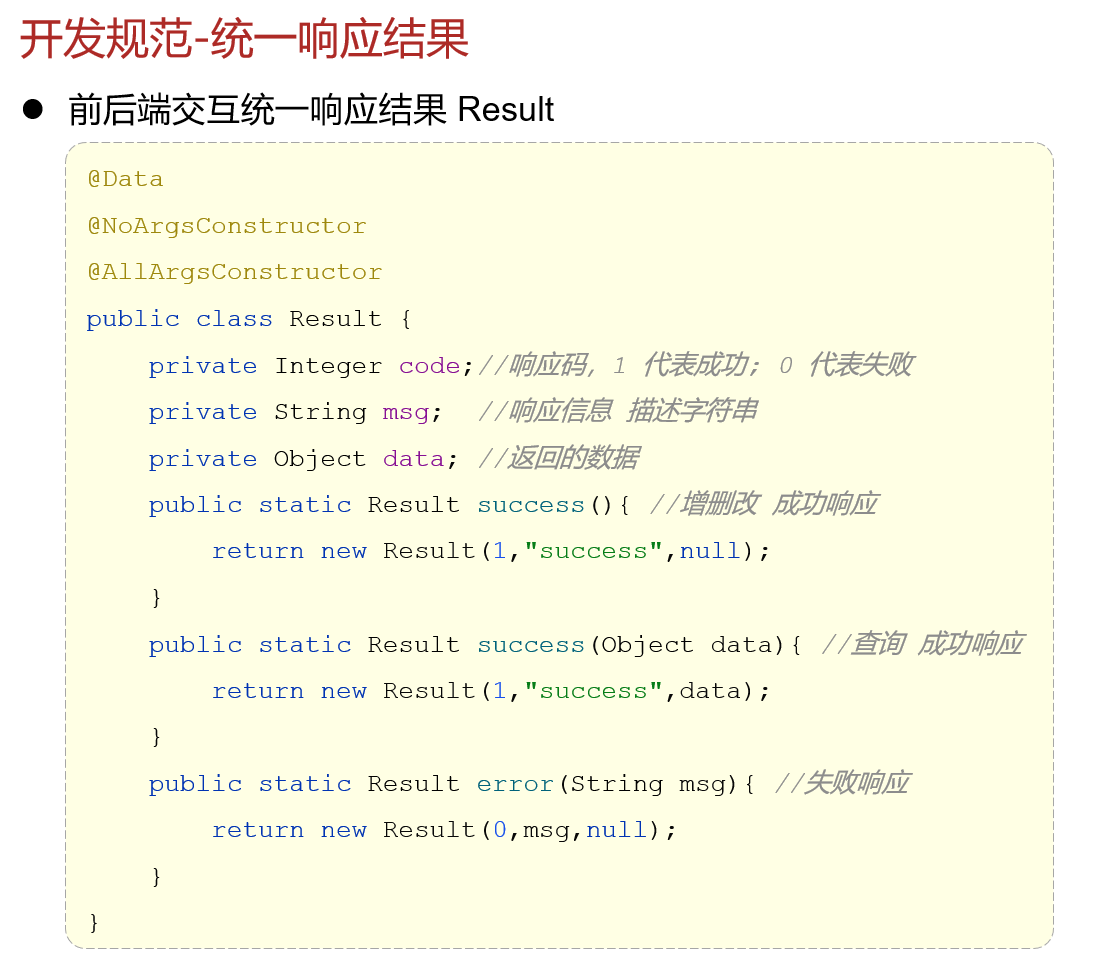 开发规范-统一响应结果
● 前后端交互统一响应结果 Result
@Data
@NoArgsConstructor
@AllArgsConstructor
public class Result {
    private Integer code;//响应码, 1 代表成功; 0 代表失败
    private String msg;  //响应信息 描述字符串
    private Object data; //返回的数据
    public static Result success(){ //增删改 成功响应
        return new Result(1,"success",null);
    }
    public static Result success(Object data){ //查询 成功响应
        return new Result(1,"success",data);
    }
    public static Result error(String msg){ //失败响应
        return new Result(0,msg,null);
    }
}